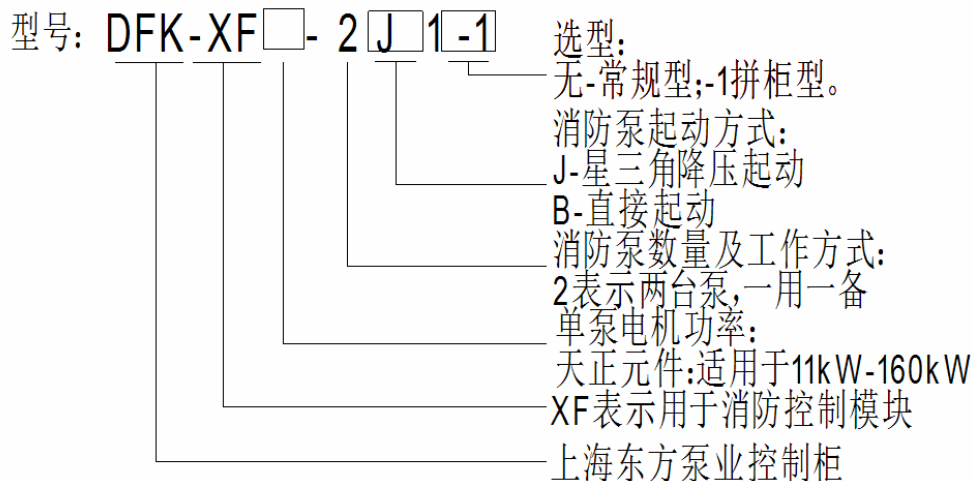 型号: DFK-XF□-2J1-1
选型:
无-常规型;-1拼柜型。
消防泵起动方式:
J-星三角降压起动
B-直接起动
消防泵数量及工作方式:
2表示两台泵,一用一备
单泵电机功率:
天正元件:适用于11kW-160kW
XF表示用于消防控制模块
上海东方泵业控制柜